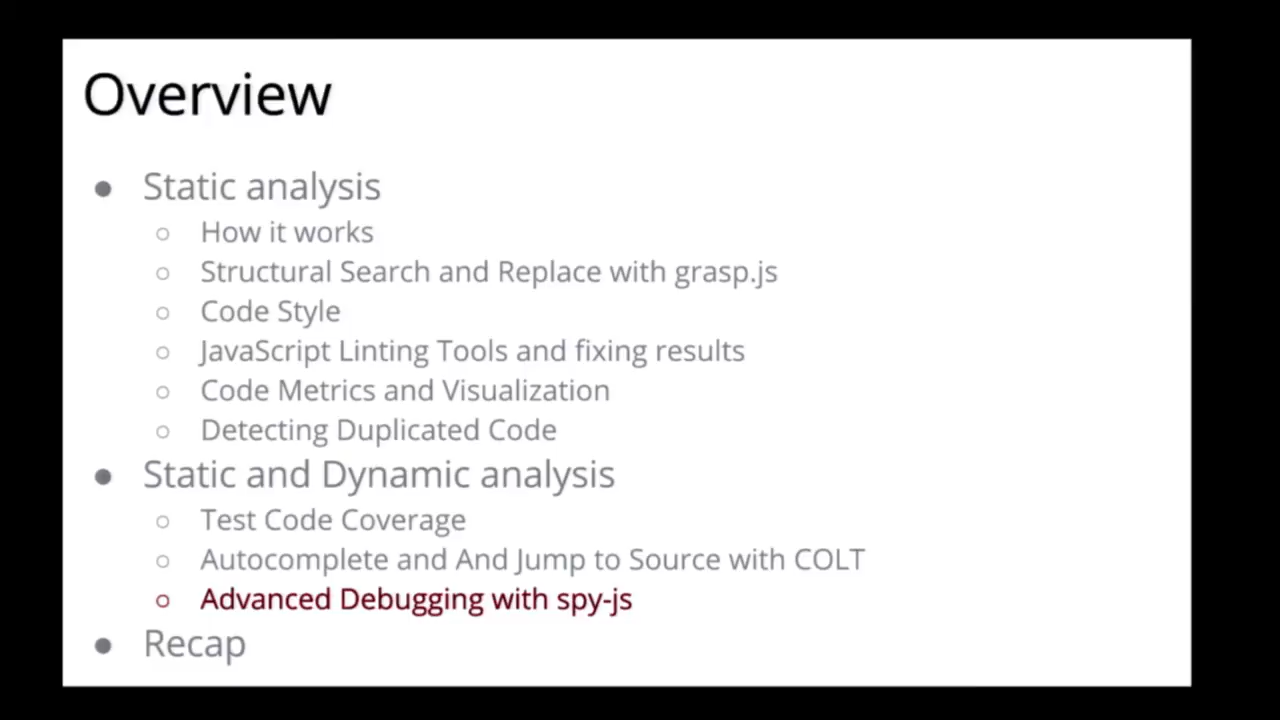 Overview
● Static analysis
○ How it works
○ Structural Search and Replace with grasp.js
○ Code Style
○ JavaScript Linting Tools and fixing results
○ Code Metrics and Visualization
○ Detecting Duplicated Code
● Static and Dynamic analysis
○ Test Code Coverage
○ Autocomplete and And Jump to Source with COLT
○ Advanced Debugging with spy-js
● Recap